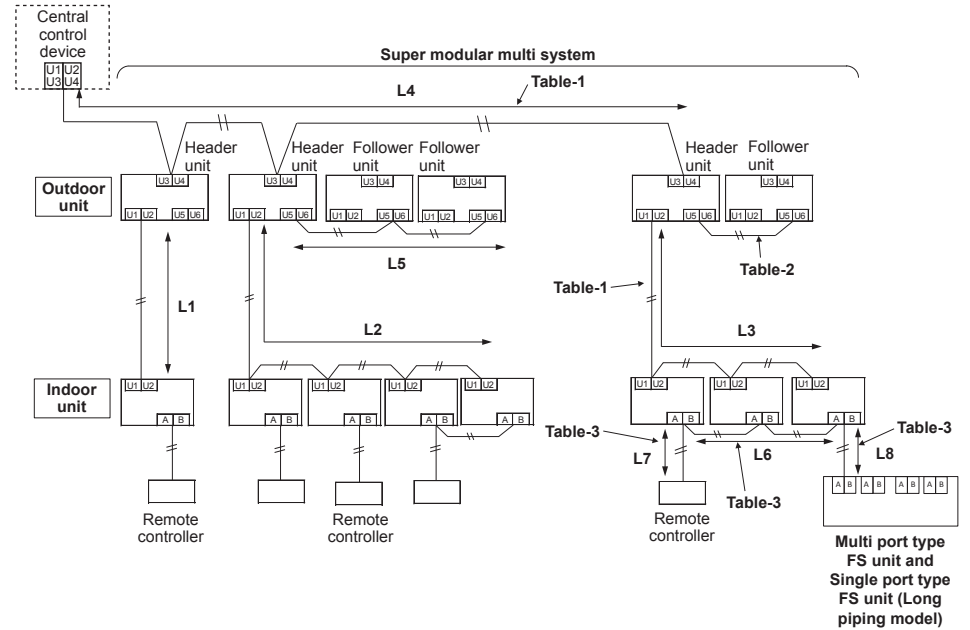 Central
control
device
U1 U2
U3 U4
Super modular multi system
L4
Table-1
Header
unit
Header
unit
Follower
unit
Follower
unit
Header
unit
Follower
unit
Outdoor
unit
U3 U4
U3 U4
U3 U4
U3 U4
U3 U4
U3 U4
U1 U2 U5 U6
U1 U2 U5 U6
U1 U2 U5 U6
U1 U2 U5 U6
U1 U2 U5 U6
U1 U2 U5 U6
L5
Table-2
L1
Table-1
L2
L3
Indoor
unit
U1 U2
U1 U2
U1 U2
U1 U2
U1 U2
U1 U2
U1 U2
U1 U2
A B
A B
A B
A B
A B
A B
A B
A B
Table-3
L7
L6
L8
Table-3
Table-3
A B A B A B A B
Remote
controller
Remote
controller
Remote
controller
Multi port type
FS unit and
Single port type
FS unit (Long
piping model)